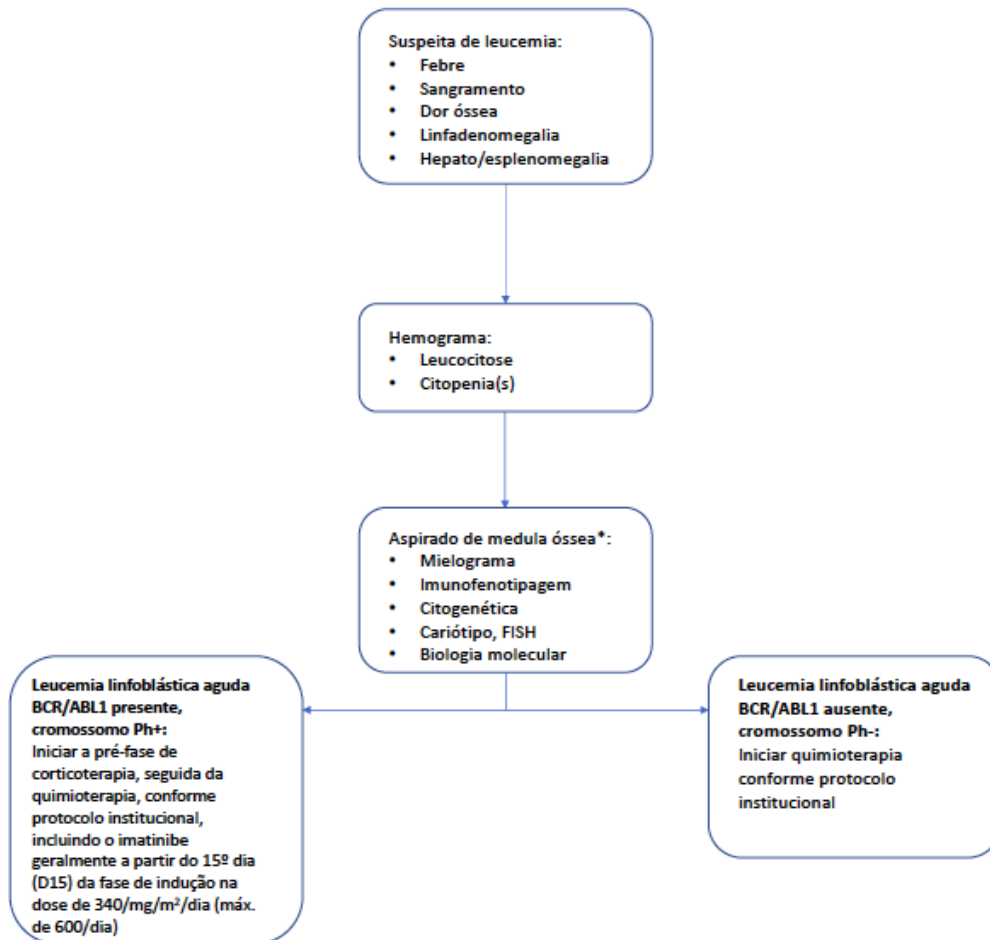 Suspeita de leucemia:
• Febre
• Sangramento
• Dor óssea
• Linfadenomegalia
• Hepato/esplenomegalia
Hemograma:
• Leucocitose
• Citopenia(s)
Aspirado de medula óssea*:
• Mielograma
• Imunofenotipagem
• Citogenética
• Cariótipo, FISH
• Biologia molecular
Leucemia linfoblástica aguda
BCR/ABL1 presente,
cromossomo Ph+:
Iniciar a pré-fase de
corticoterapia, seguida da
quimioterapia, conforme
protocolo institucional,
incluindo o imatinibe
geralmente a partir do 15º dia
(D15) da fase de indução na
dose de 340/mg/m²/dia (máx.
de 600/dia)
Leucemia linfoblástica aguda
BCR/ABL1 ausente,
cromossomo Ph-:
Iniciar quimioterapia
conforme protocolo
institucional